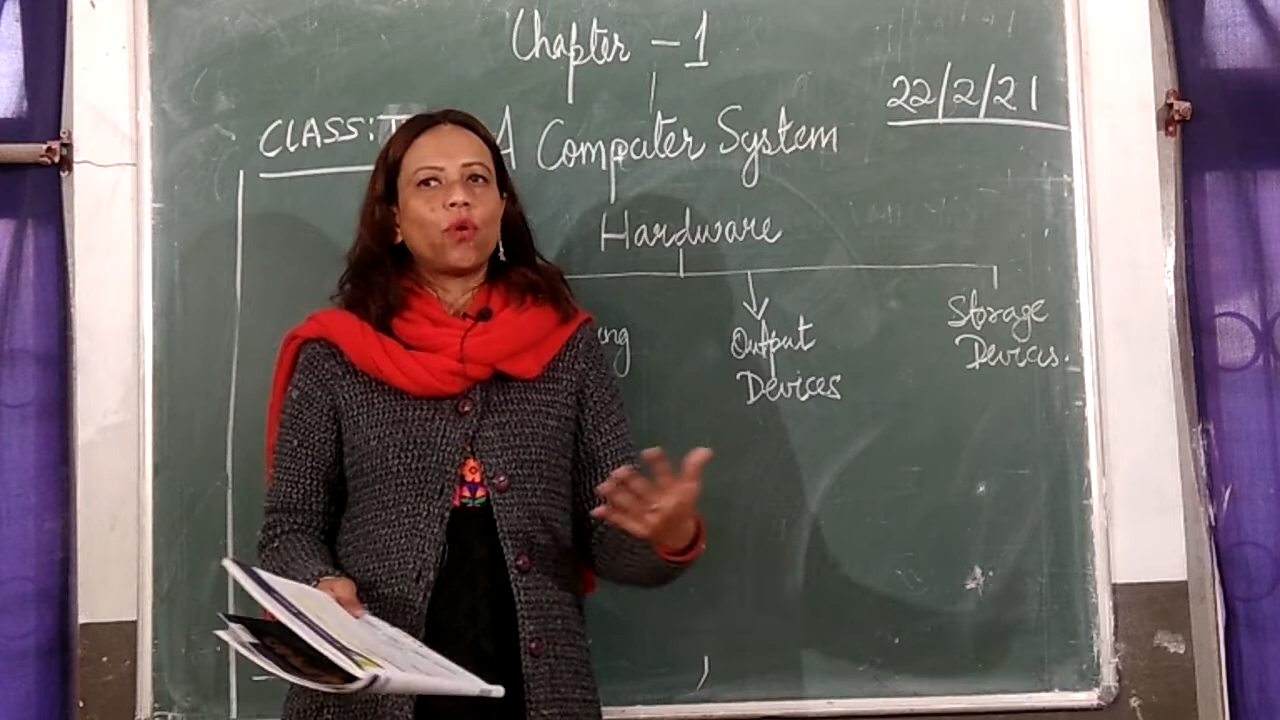 Chapter - 1
22/2/21
CLASS:
A Computer System
Hardware
Output
Devices
Storage
Devices.